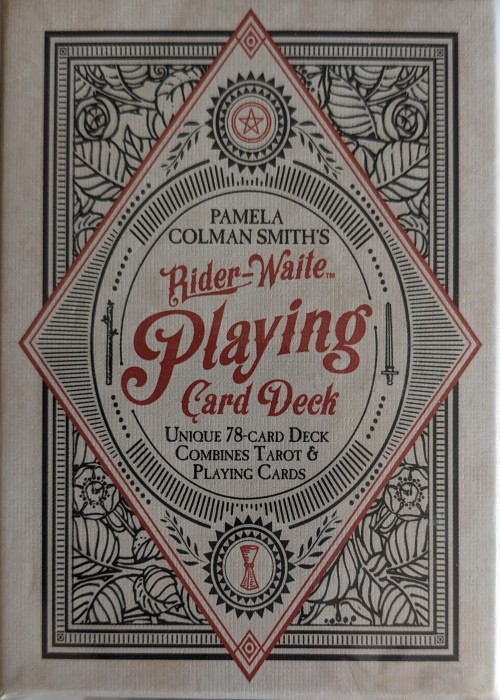 PAMELA
COLMAN SMITH'S
Rider-Waite™
Playing
Card Deck
UNIQUE 78-CARD DECK
COMBINES TAROT &
PLAYING CARDS